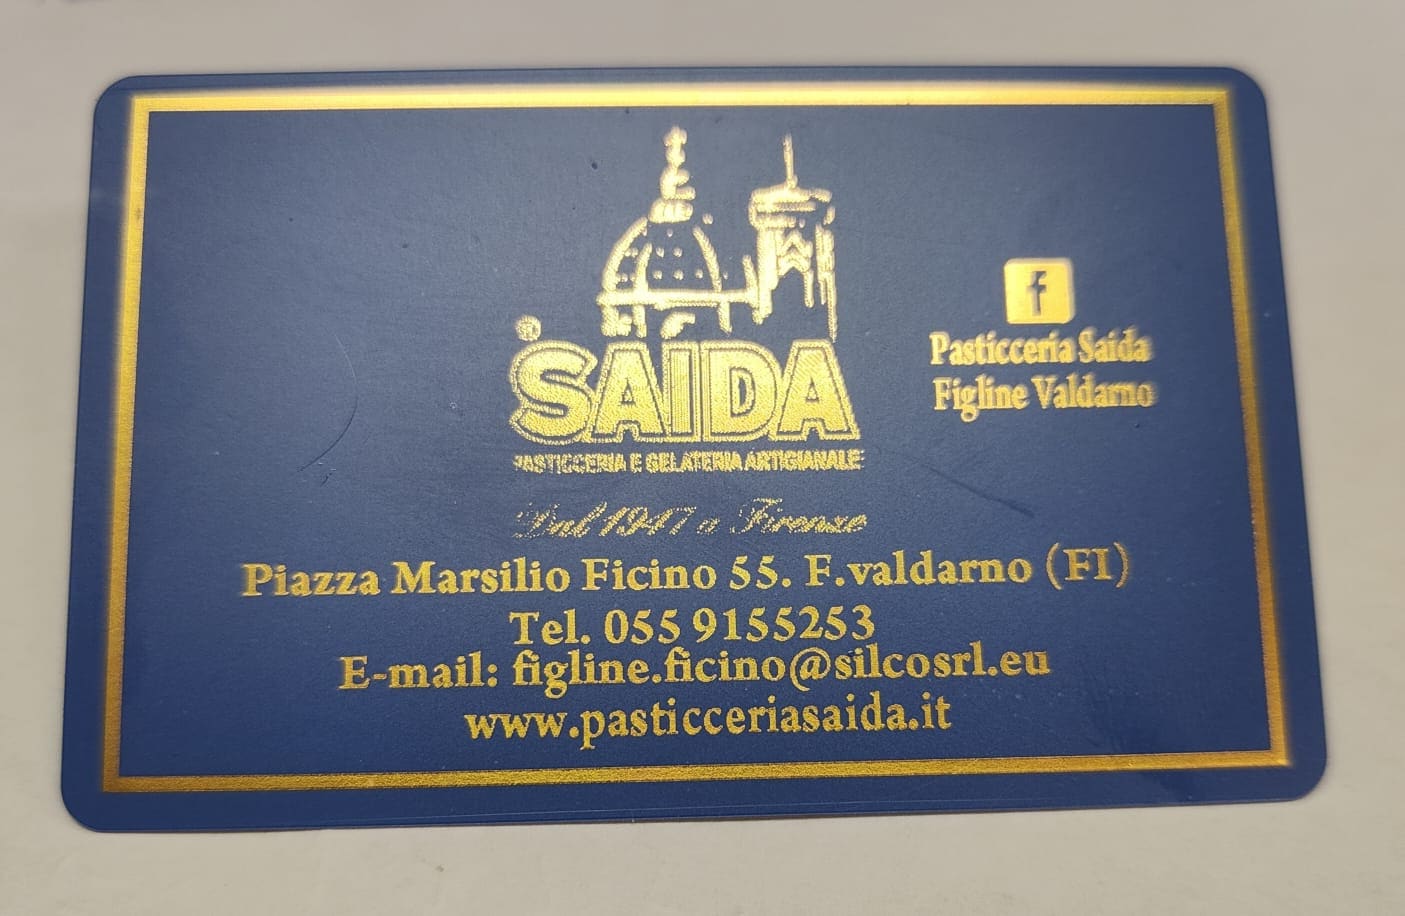 SAIDA
PASTICCERIA E GELATERIA ARTIGIANALE
Dal 1947 a Firenze
f
Pasticceria Saida
Figline Valdarno
Piazza Marsilio Ficino 55. F.valdarno (FI)
Tel. 055 9155253
E-mail: figline.ficino@silcosrl.eu
www.pasticceriasaida.it